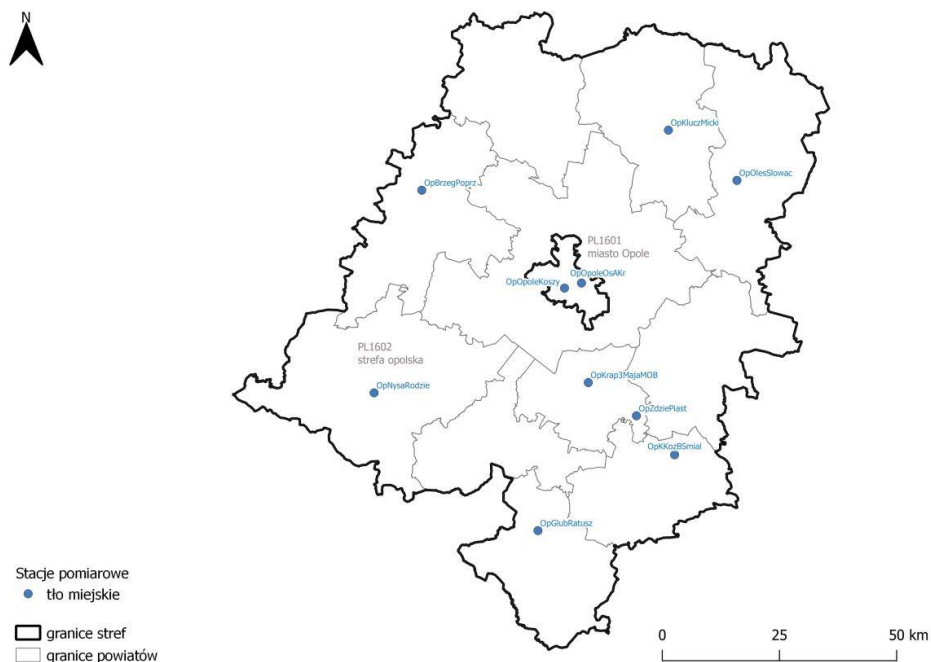 N
OpKluczMicki
OpOlesSlowac
OpBrzegPoprz
PL1601
miasto Opole
OpOpoleOsAKr
OpOpoleKoszy
PL1602
strefa opolska
OpKrap3MajaMOB
OpNysaRodzie
OpZdziePiast
OpKKozBSmial
OpGlubRatusz
Stacje pomiarowe
tło miejskie
granice stref
granice powiatów
0 25 50 km